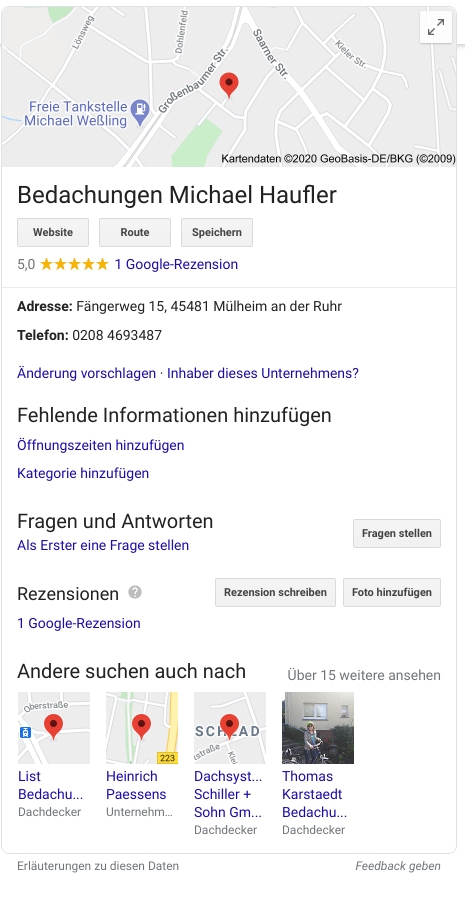 Lönsweg
Dohlenfeld
Großenbaumer Str.
Saarner Str.
Kieler Str.
Freie Tankstelle
Michael Weßling
Kartendaten ©2020 GeoBasis-DE/BKG (©2009)
Bedachungen Michael Haufler
Website Route Speichern
5,0 1 Google-Rezension
Adresse: Fängerweg 15, 45481 Mülheim an der Ruhr
Telefon: 0208 4693487
Änderung vorschlagen · Inhaber dieses Unternehmens?
Fehlende Informationen hinzufügen
Öffnungszeiten hinzufügen
Kategorie hinzufügen
Fragen und Antworten
Fragen stellen
Als Erster eine Frage stellen
Rezensionen ? Rezension schreiben Foto hinzufügen
1 Google-Rezension
Andere suchen auch nach Über 15 weitere ansehen
Oberstraße
223
SCH AD
straße
List Heinrich Dachsyst... Thomas
Bedachu... Paessens Schiller + Karstaedt
Dachdecker Unternehm... Sohn Gm... Bedachu...
Dachdecker Dachdecker
Erläuterungen zu diesen Daten Feedback geben